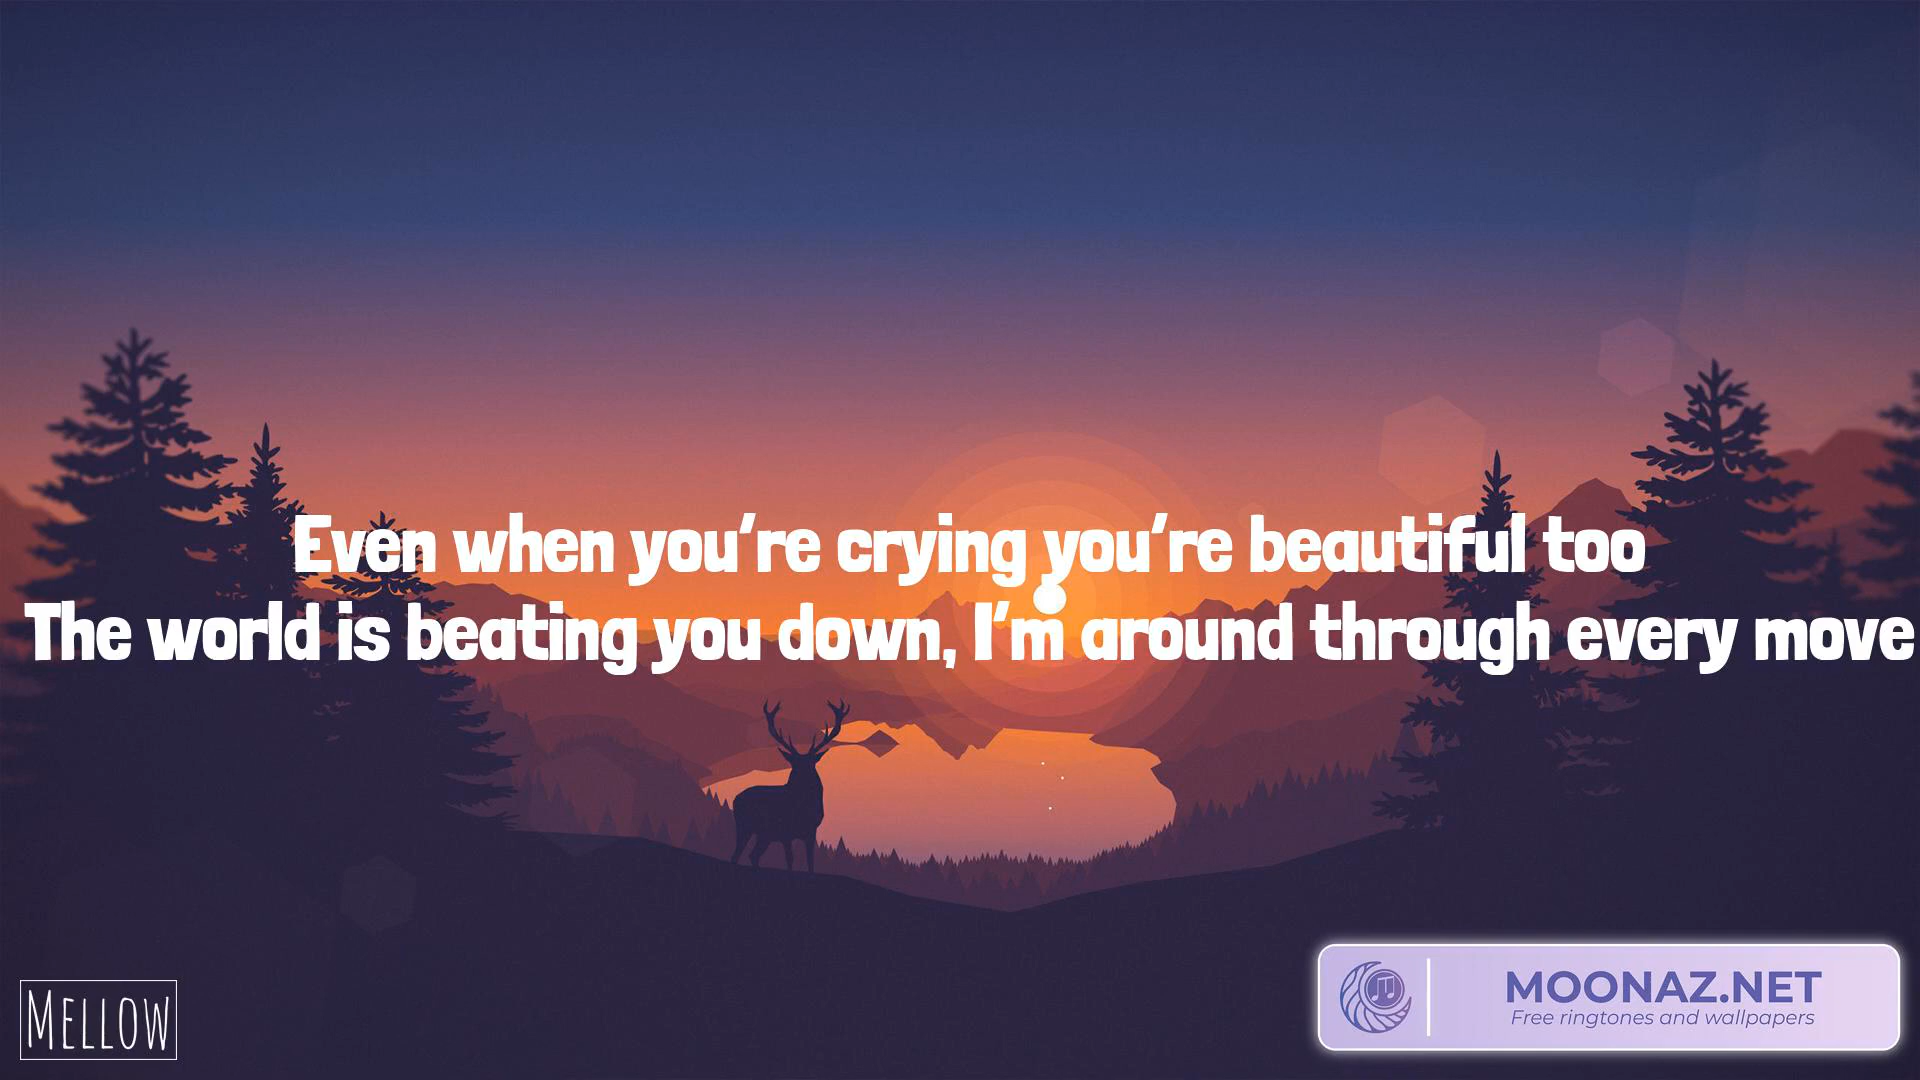 Even when you're crying you're beautiful too
The world is beating you down, I'm around through every move
MELLOW
MOONAZ.NET
Free ringtones and wallpapers